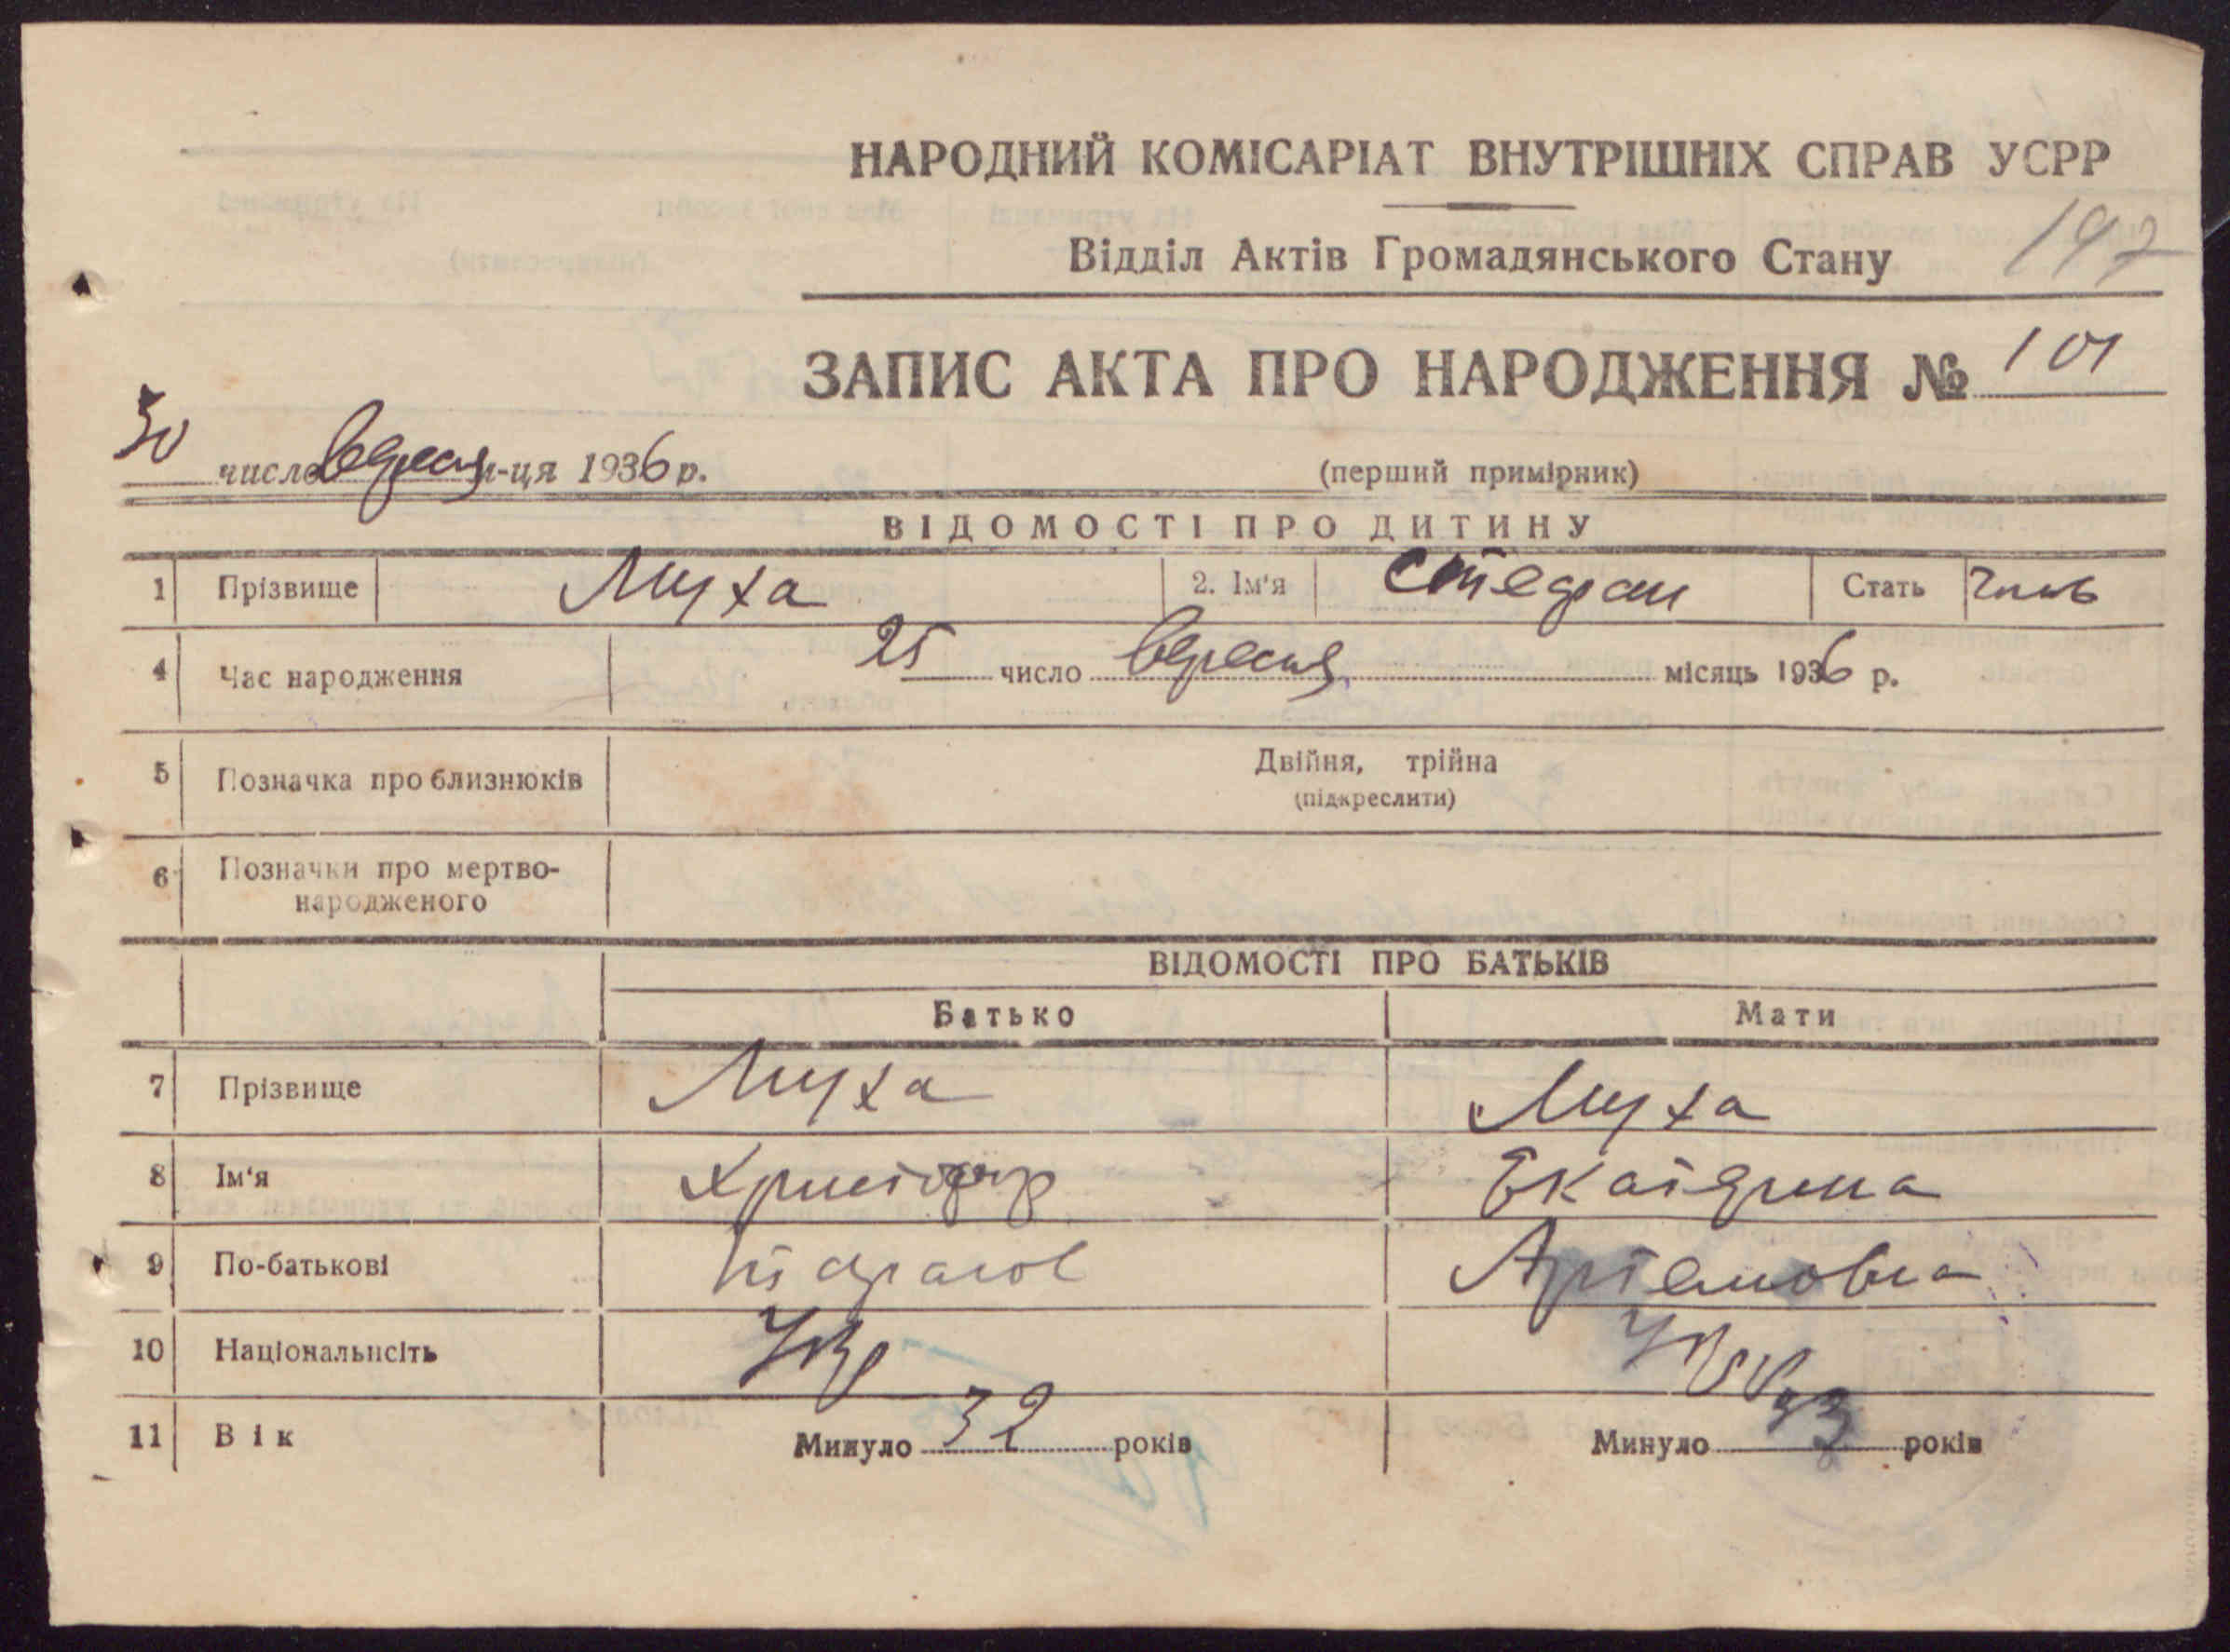 НАРОДНИЙ КОМІСАРІАТ ВНУТРІШНІХ СПРАВ УСРР
Відділ Актів Громадянського Стану
197
ЗАПИС АКТА ПРО НАРОДЖЕННЯ № 101
30 число вересня м-ця 1936 р. (перший примірник)
ВІДОМОСТІ ПРО ДИТИНУ
1 Прізвище Муха 2. Ім'я Стефан Стать Чол
4 Час народження 25 число вересня місяць 1936 р.
5 Позначка про близнюків Двійня, трійна
(підкреслити)
6 Позначки про мертво-
народженого
ВІДОМОСТІ ПРО БАТЬКІВ
Батько Мати
7 Прізвище Муха Муха
8 Ім'я Христофор Екатерина
9 По-батькові Артемовна
10 Національнсіть Укр Укр
11 Вік Минуло 32 років Минуло 33 років